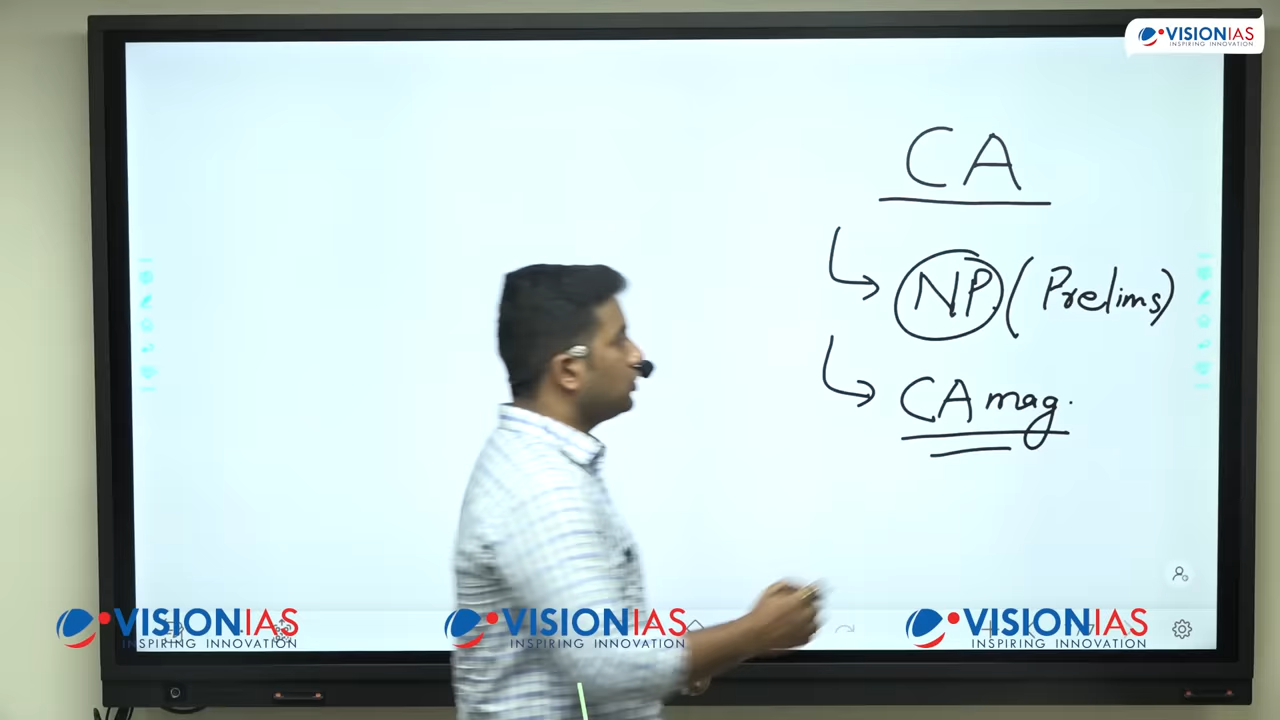 VISIONIAS
INSPIRING INNOVATION
CA
NP (Prelims)
CA mag.
VISIONIAS
INSPIRING INNOVATION
VISIONIAS
INSPIRING INNOVATION
VISIONIAS
INSPIRING INNOVATION